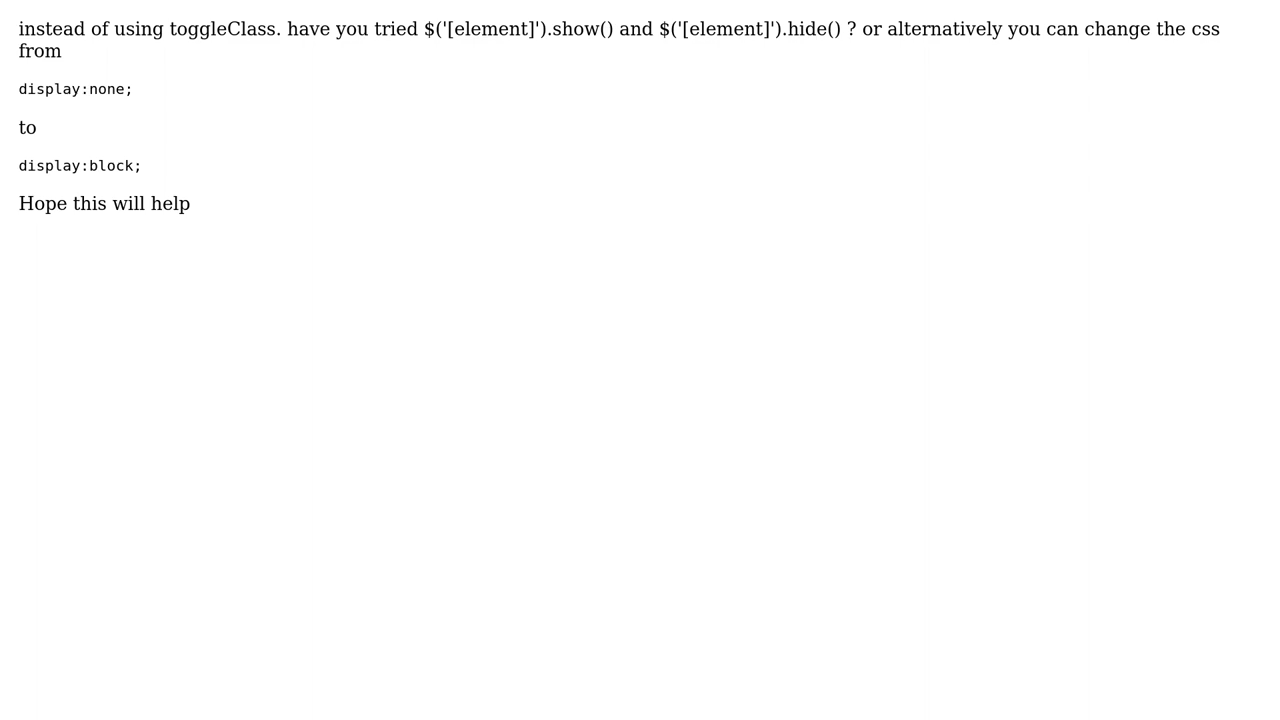 instead of using toggleClass. have you tried $('[element]').show() and $('[element]').hide() ? or alternatively you can change the css
from
display:none;
to
display:block;
Hope this will help